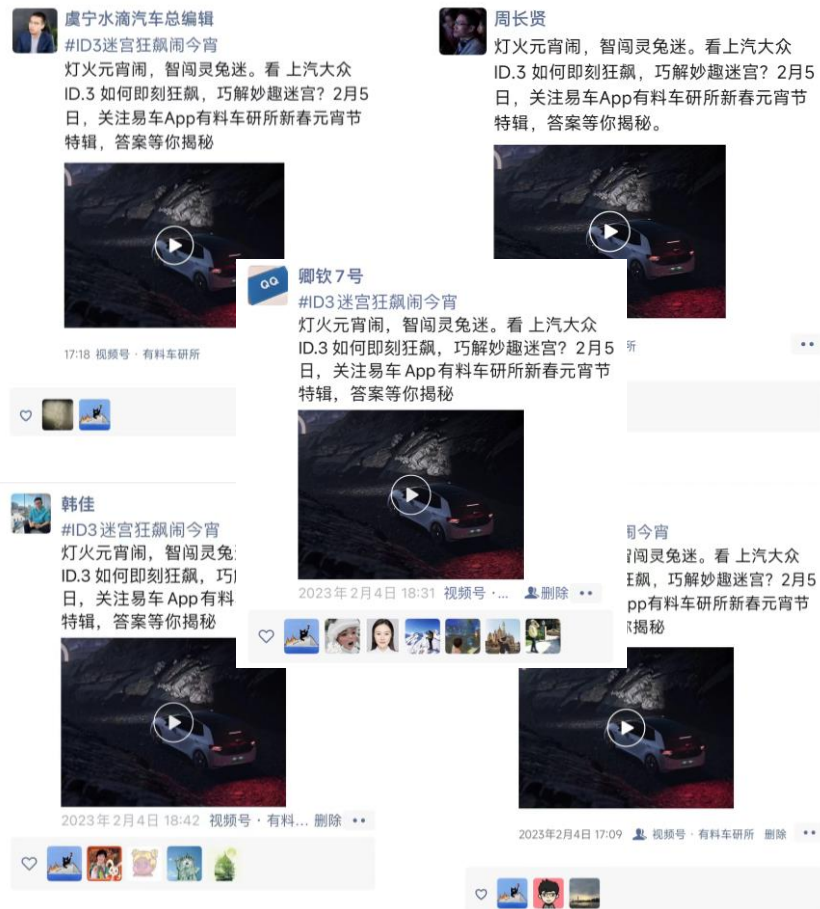 虞宁水滴汽车总编辑
#ID3迷宫狂飙闹今宵
灯火元宵闹，智闯灵兔迷。看 上汽大众
ID.3 如何即刻狂飙，巧解妙趣迷宫？2月5
日，关注易车App有料车研所新春元宵节
特辑，答案等你揭秘
17:18 视频号 · 有料车研所
周长贤
灯火元宵闹，智闯灵兔迷。看 上汽大众
ID.3 如何即刻狂飙，巧解妙趣迷宫？2月5
日，关注易车App有料车研所新春元宵节
特辑，答案等你揭秘。
所
QQ
卿钦7号
#ID3迷宫狂飙闹今宵
灯火元宵闹，智闯灵兔迷。看 上汽大众
ID.3 如何即刻狂飙，巧解妙趣迷宫？2月5
日，关注易车App有料车研所新春元宵节
特辑，答案等你揭秘
2023年2月4日 18:31 视频号 ·... 删除
韩佳
#ID3迷宫狂飙闹今宵
灯火元宵闹，智闯灵兔
ID.3 如何即刻狂飙，巧
日，关注易车App有料
特辑，答案等你揭秘
2023年2月4日 18:42 视频号 · 有料... 删除
闹今宵
闯灵兔迷。看 上汽大众
狂飙，巧解妙趣迷宫？2月5
pp有料车研所新春元宵节
揭秘
2023年2月4日 17:09 视频号 · 有料车研所 删除